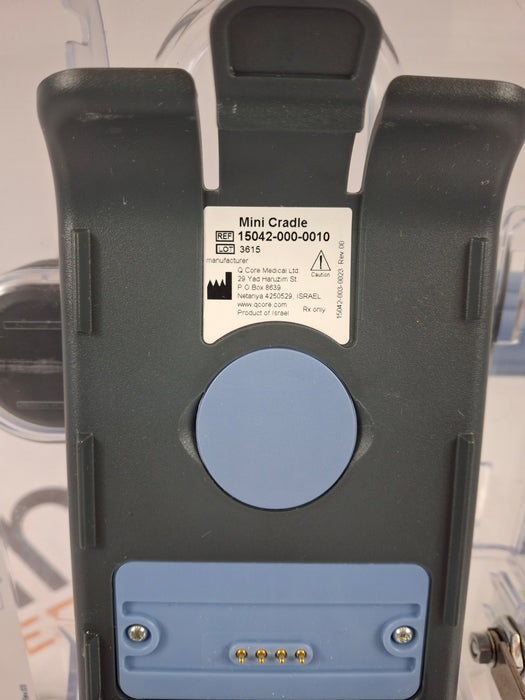 Mini Cradle
REF 15042-000-0010
LOT 3615
manufacturer
Q Core Medical Ltd.
29 Yad Haruzim St.
P.O.Box 8639
Netanya 4250529, ISRAEL
www.qcore.com
Product of Israel
Caution
Rx only
15042-003-0023 Rev.00